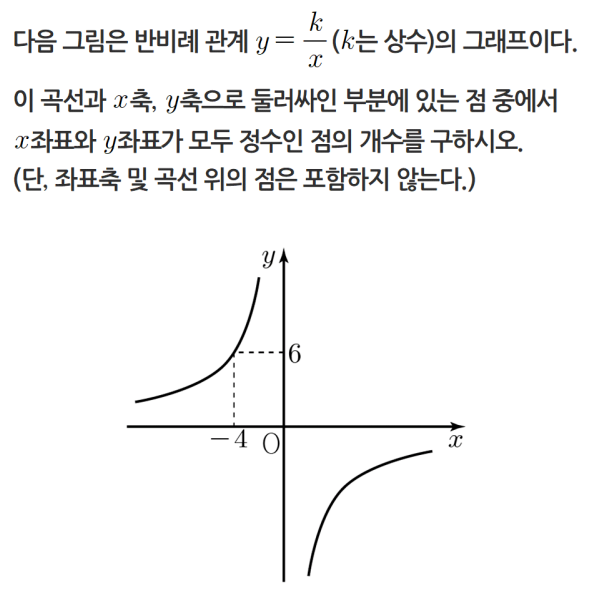 다음 그림은 반비례 관계 y = k/x (k는 상수)의 그래프이다.
이 곡선과 x축, y축으로 둘러싸인 부분에 있는 점 중에서
x좌표와 y좌표가 모두 정수인 점의 개수를 구하시오.
(단, 좌표축 및 곡선 위의 점은 포함하지 않는다.)
y
6
−4 O x